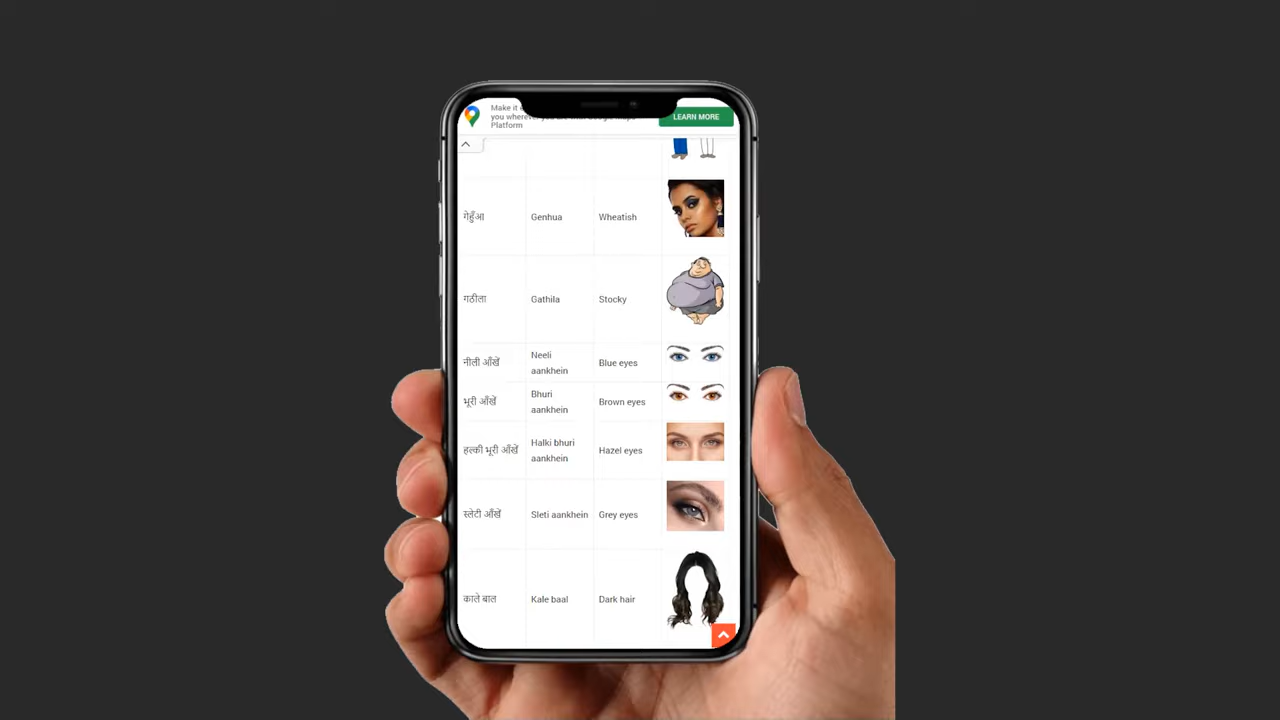 Make it
you wherever
Platform
LEARN MORE
गेहुँआ Genhua Wheatish
गठीला Gathila Stocky
नीली आँखें Neeli aankhein Blue eyes
भूरी आँखें Bhuri aankhein Brown eyes
हल्की भूरी आँखें Halki bhuri aankhein Hazel eyes
स्लेटी आँखें Sleti aankhein Grey eyes
काले बाल Kale baal Dark hair